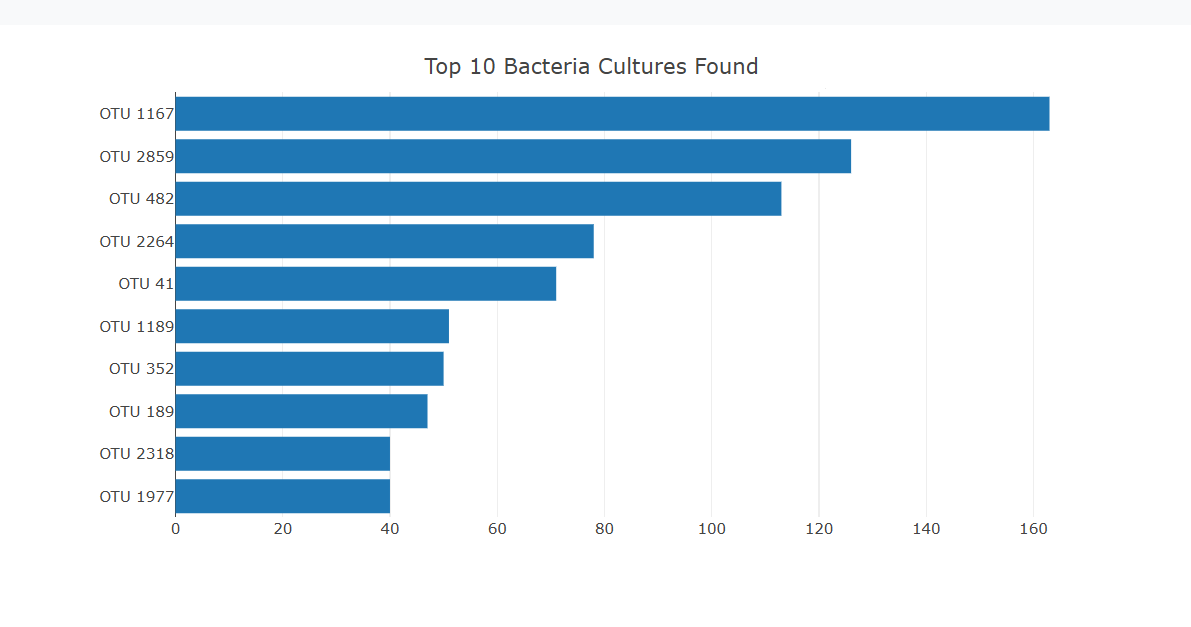 Top 10 Bacteria Cultures Found
OTU 1167
OTU 2859
OTU 482
OTU 2264
OTU 41
OTU 1189
OTU 352
OTU 189
OTU 2318
OTU 1977
0 20 40 60 80 100 120 140 160